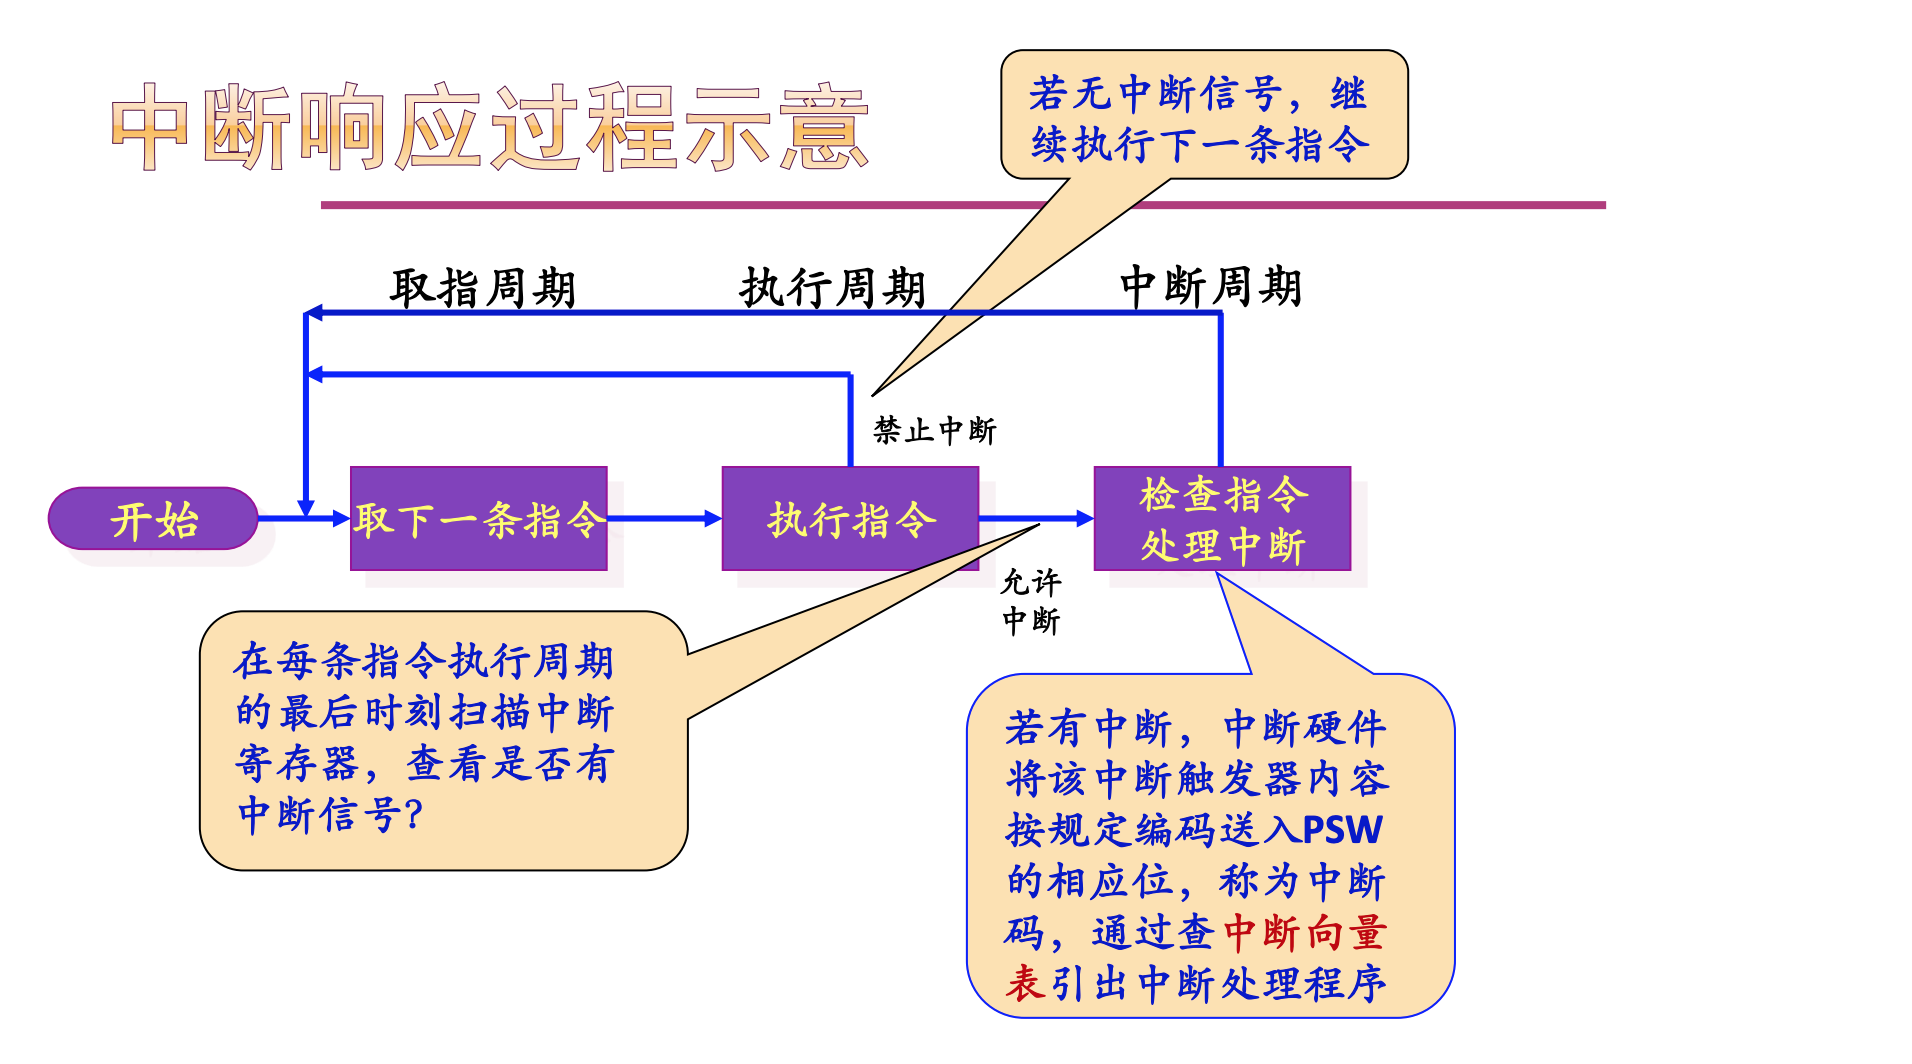 中断响应过程示意
若无中断信号，继
续执行下一条指令
取指周期
执行周期
中断周期
禁止中断
开始
取下一条指令
执行指令
检查指令
处理中断
允许
中断
在每条指令执行周期
的最后时刻扫描中断
寄存器，查看是否有
中断信号？
若有中断，中断硬件
将该中断触发器内容
按规定编码送入PSW
的相应位，称为中断
码，通过查中断向量
表引出中断处理程序